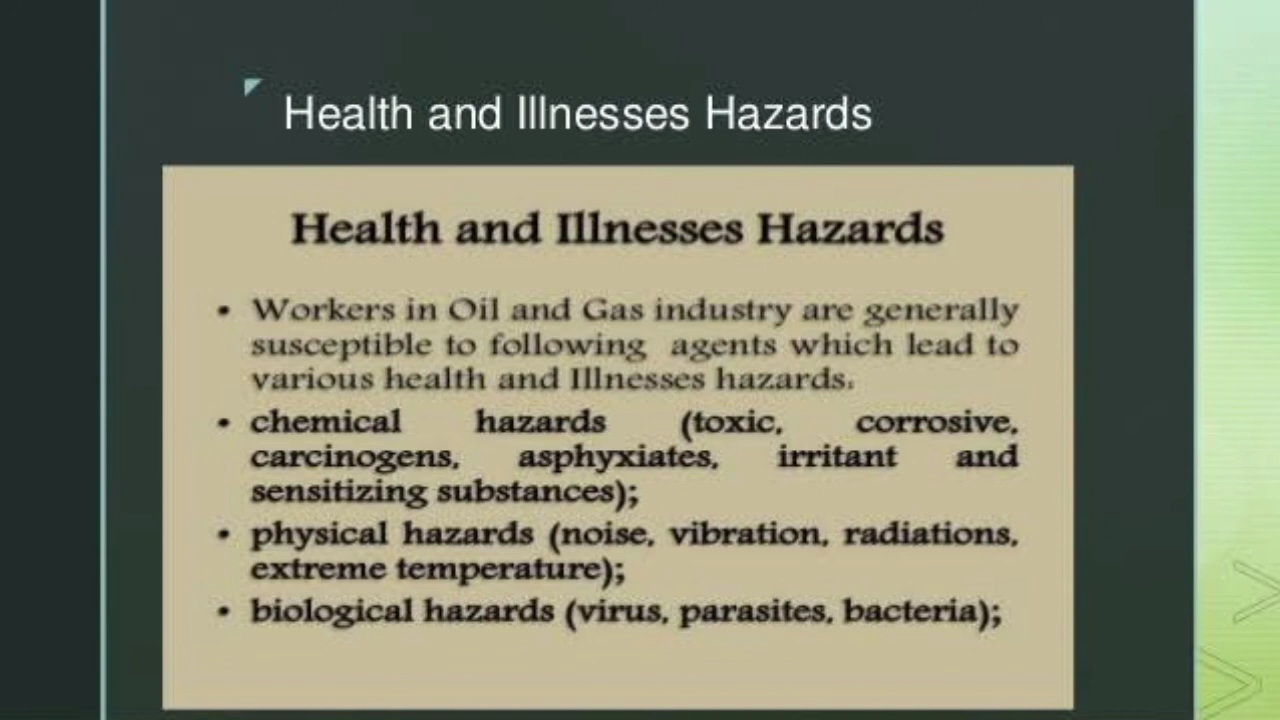 Health and Illnesses Hazards
Health and Illnesses Hazards
• Workers in Oil and Gas industry are generally
susceptible to following agents which lead to
various health and Illnesses hazards.
• chemical hazards (toxic, corrosive,
carcinogens, asphyxiates, irritant and
sensitizing substances);
• physical hazards (noise, vibration, radiations,
extreme temperature);
• biological hazards (virus, parasites, bacteria);